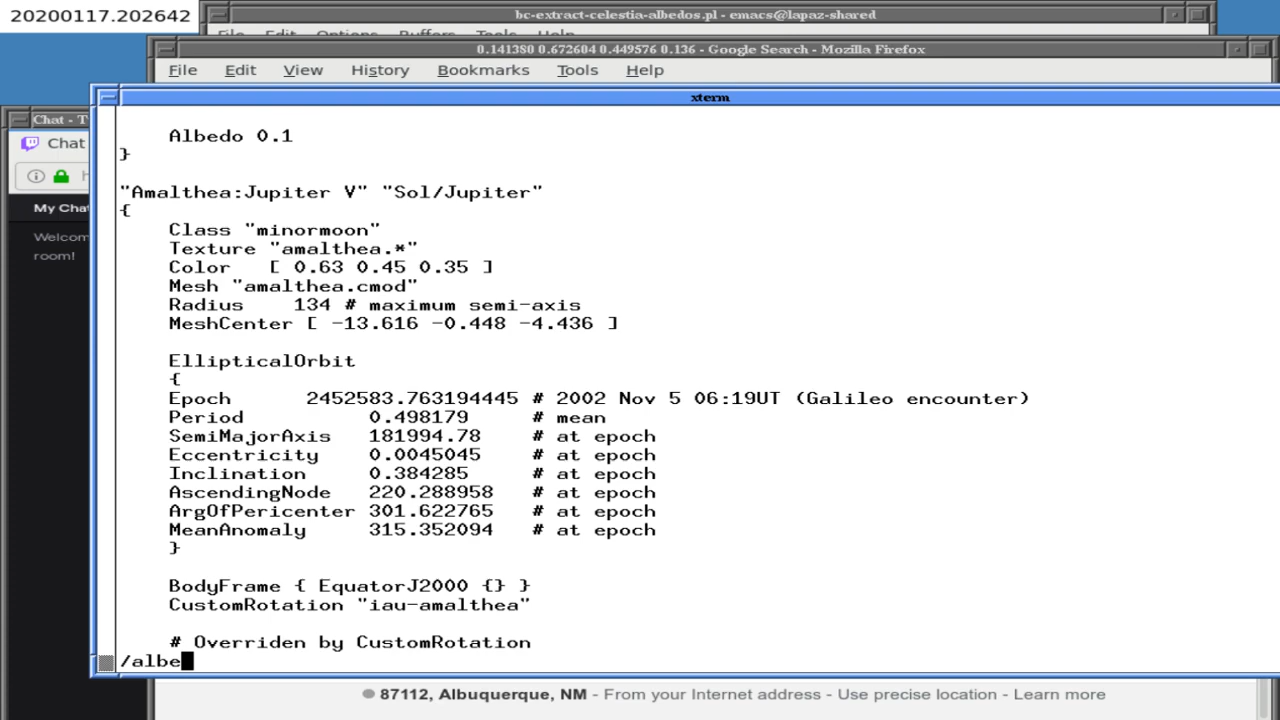 20200117.202642
bc-extract-celestia-albedos.pl - emacs@lapaz-shared
File Edit Options Buffers Tools Help
0.141380 0.672604 0.449576 0.136 - Google Search - Mozilla Firefox
File Edit View History Bookmarks Tools Help
xterm
Chat - T
Chat
My Chat
Welcom
room!
Albedo 0.1
}
"Amalthea:Jupiter V" "Sol/Jupiter"
{
Class "minormoon"
Texture "amalthea.*"
Color [ 0.63 0.45 0.35 ]
Mesh "amalthea.cmod"
Radius 134 # maximum semi-axis
MeshCenter [ -13.616 -0.448 -4.436 ]
EllipticalOrbit
{
Epoch 2452583.763194445 # 2002 Nov 5 06:19UT (Galileo encounter)
Period 0.498179 # mean
SemiMajorAxis 181994.78 # at epoch
Eccentricity 0.0045045 # at epoch
Inclination 0.384285 # at epoch
AscendingNode 220.288958 # at epoch
ArgOfPericenter 301.622765 # at epoch
MeanAnomaly 315.352094 # at epoch
}
BodyFrame { EquatorJ2000 {} }
CustomRotation "iau-amalthea"
# Overriden by CustomRotation
/albe
87112, Albuquerque, NM - From your Internet address - Use precise location - Learn more